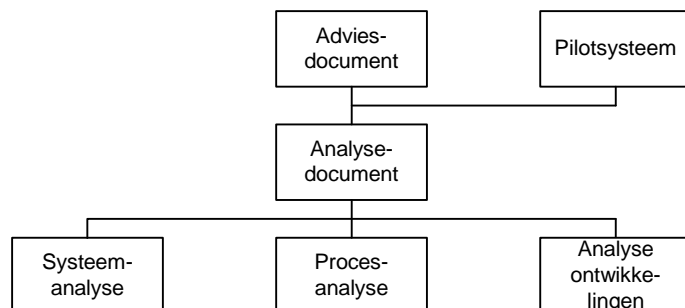 Advies-
document
Pilotsysteem
Analyse-
document
Systeem-
analyse
Proces-
analyse
Analyse
ontwikke-
lingen